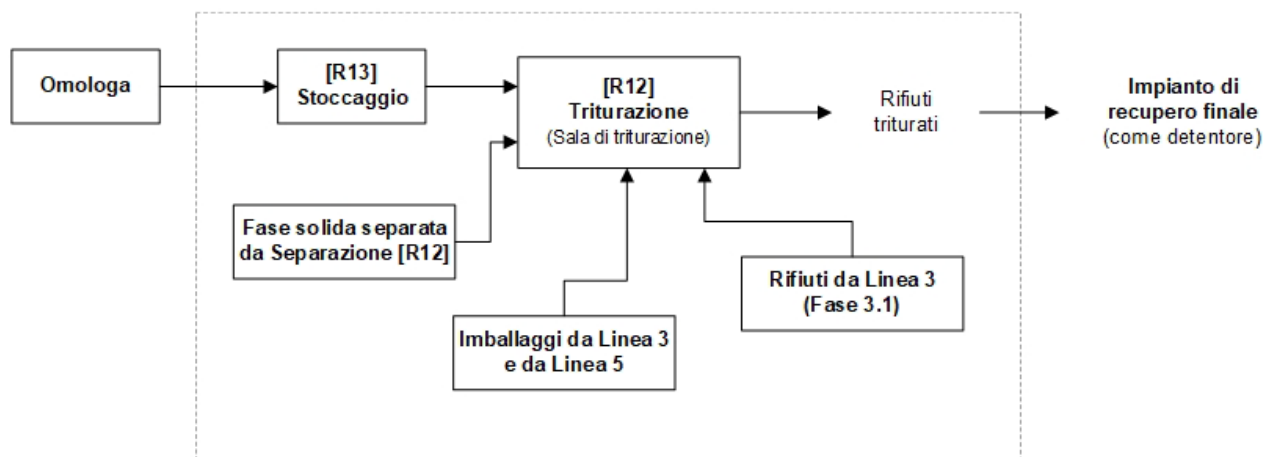 Omologa
[R13]
Stoccaggio
[R12]
Triturazione
(Sala di triturazione)
Rifiuti
triturati
Impianto di
recupero finale
(come detentore)
Fase solida separata
da Separazione [R12]
Imballaggi da Linea 3
e da Linea 5
Rifiuti da Linea 3
(Fase 3.1)